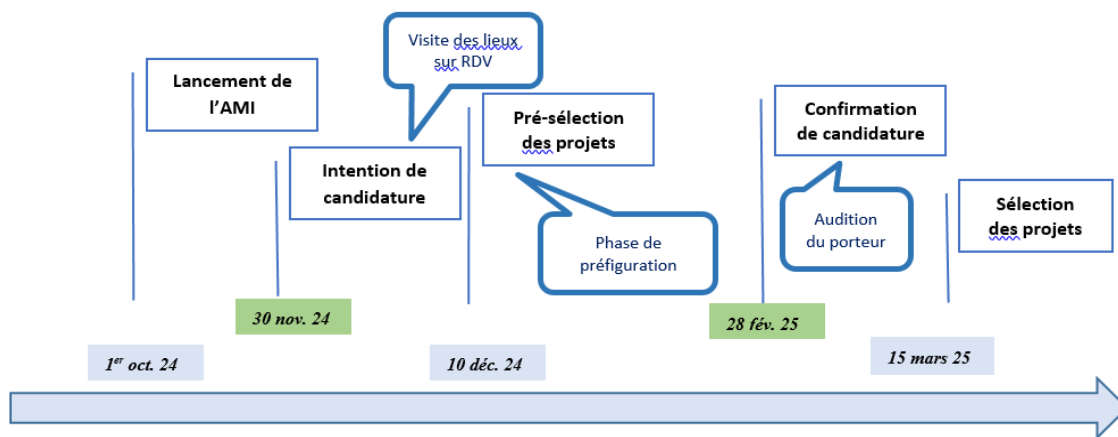 Visite des lieux
sur RDV
Lancement de
l'AMI
Pré-sélection
des projets
Confirmation
de candidature
Intention de
candidature
Audition
du porteur
Sélection
des projets
Phase de
préfiguration
30 nov. 24
28 fév. 25
1er oct. 24
10 déc. 24
15 mars 25